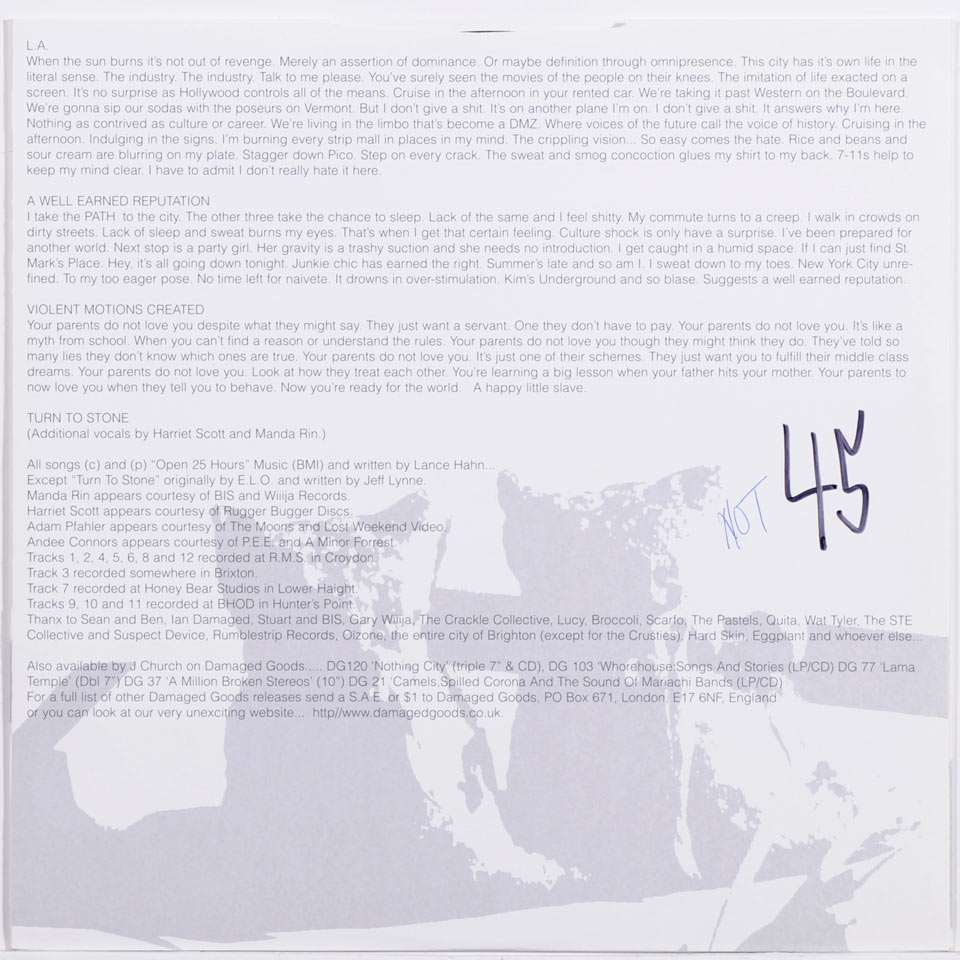 L.A.
When the sun burns it's not out of revenge. Merely an assertion of dominance. Or maybe definition through omnipresence. This city has it's own life in the
literal sense. The industry. The industry. Talk to me please. You've surely seen the movies of the people on their knees. The imitation of life exacted on a
screen. It's no surprise as Hollywood controls all of the means. Cruise in the afternoon in your rented car. We're taking it past Western on the Boulevard.
We're gonna sip our sodas with the poseurs on Vermont. But I don't give a shit. It's on another plane I'm on. I don't give a shit. It answers why I'm here.
Nothing as contrived as culture or career. We're living in the limbo that's become a DMZ. Where voices of the future call the voice of history. Cruising in the
afternoon. Indulging in the signs. I'm burning every strip mall in places in my mind. The crippling vision... So easy comes the hate. Rice and beans and
sour cream are blurring on my plate. Stagger down Pico. Step on every crack. The sweat and smog concoction glues my shirt to my back. 7-11s help to
keep my mind clear. I have to admit I don't really hate it here.
A WELL EARNED REPUTATION
I take the PATH to the city. The other three take the chance to sleep. Lack of the same and I feel shitty. My commute turns to a creep. I walk in crowds on
dirty streets. Lack of sleep and sweat burns my eyes. That's when I get that certain feeling. Culture shock is only have a surprise. I've been prepared for
another world. Next stop is a party girl. Her gravity is a trashy suction and she needs no introduction. I get caught in a humid space. If I can just find St.
Mark's Place. Hey, it's all going down tonight. Junkie chic has earned the right. Summer's late and so am I. I sweat down to my toes. New York City unre-
fined. To my too eager pose. No time left for naivete. It drowns in over-stimulation. Kim's Underground and so blase. Suggests a well earned reputation.
VIOLENT MOTIONS CREATED
Your parents do not love you despite what they might say. They just want a servant. One they don't have to pay. Your parents do not love you. It's like a
myth from school. When you can't find a reason or understand the rules. Your parents do not love you though they might think they do. They've told so
many lies they don't know which ones are true. Your parents do not love you. It's just one of their schemes. They just want you to fulfill their middle class
dreams. Your parents do not love you. Look at how they treat each other. You're learning a big lesson when your father hits your mother. Your parents to
now love you when they tell you to behave. Now you're ready for the world. A happy little slave.
TURN TO STONE
(Additional vocals by Harriet Scott and Manda Rin.)
All songs (c) and (p) "Open 25 Hours" Music (BMI) and written by Lance Hahn...
Except "Turn To Stone" originally by E.L.O. and written by Jeff Lynne.
Manda Rin appears courtesy of BIS and Wiiija Records.
Harriet Scott appears courtesy of Rugger Bugger Discs.
Adam Pfahler appears courtesy of The Moons and Lost Weekend Video.
Andee Connors appears courtesy of P.E.E. and A Minor Forrest.
Tracks 1, 2, 4, 5, 6, 8 and 12 recorded at R.M.S. in Croydon.
Track 3 recorded somewhere in Brixton.
Track 7 recorded at Honey Bear Studios in Lower Haight.
Tracks 9, 10 and 11 recorded at BHOD in Hunter's Point.
Thanx to Sean and Ben, Ian Damaged, Stuart and BIS, Gary Wiiija, The Crackle Collective, Lucy, Broccoli, Scarfo, The Pastels, Quita, Wat Tyler, The STE
Collective and Suspect Device, Rumblestrip Records, Oizone, the entire city of Brighton (except for the Crusties), Hard Skin, Eggplant and whoever else...
Also available by J Church on Damaged Goods..... DG120 'Nothing City' (triple 7" & CD), DG 103 'Whorehouse:Songs And Stories (LP/CD) DG 77 'Lama
Temple' (Dbl 7") DG 37 'A Million Broken Stereos' (10") DG 21 'Camels,Spilled Corona And The Sound Of Mariachi Bands (LP/CD)
For a full list of other Damaged Goods releases send a S.A.E. or $1 to Damaged Goods, PO Box 671, London, E17 6NF, England
or you can look at our very unexciting website... http//www.damagedgoods.co.uk.
NOT 45